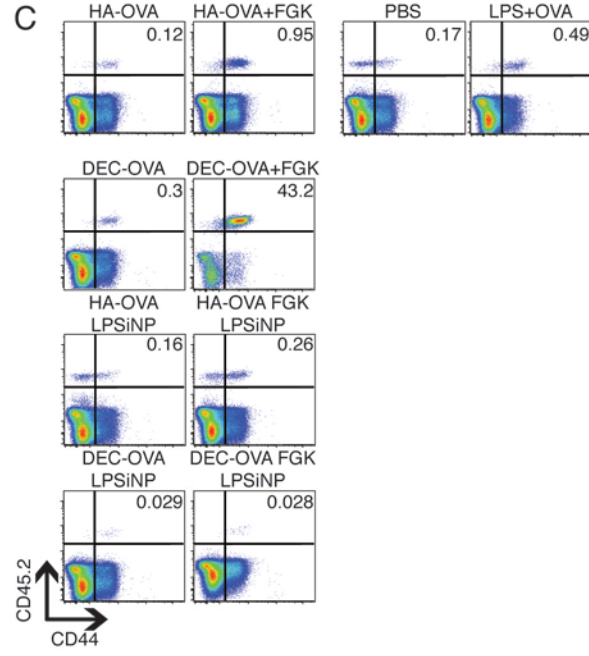 C
HA-OVA HA-OVA+FGK PBS LPS+OVA
0.12 0.95 0.17 0.49
DEC-OVA DEC-OVA+FGK
0.3 43.2
HA-OVA HA-OVA FGK
LPSiNP LPSiNP
0.16 0.26
DEC-OVA DEC-OVA FGK
LPSiNP LPSiNP
0.029 0.028
CD45.2
CD44